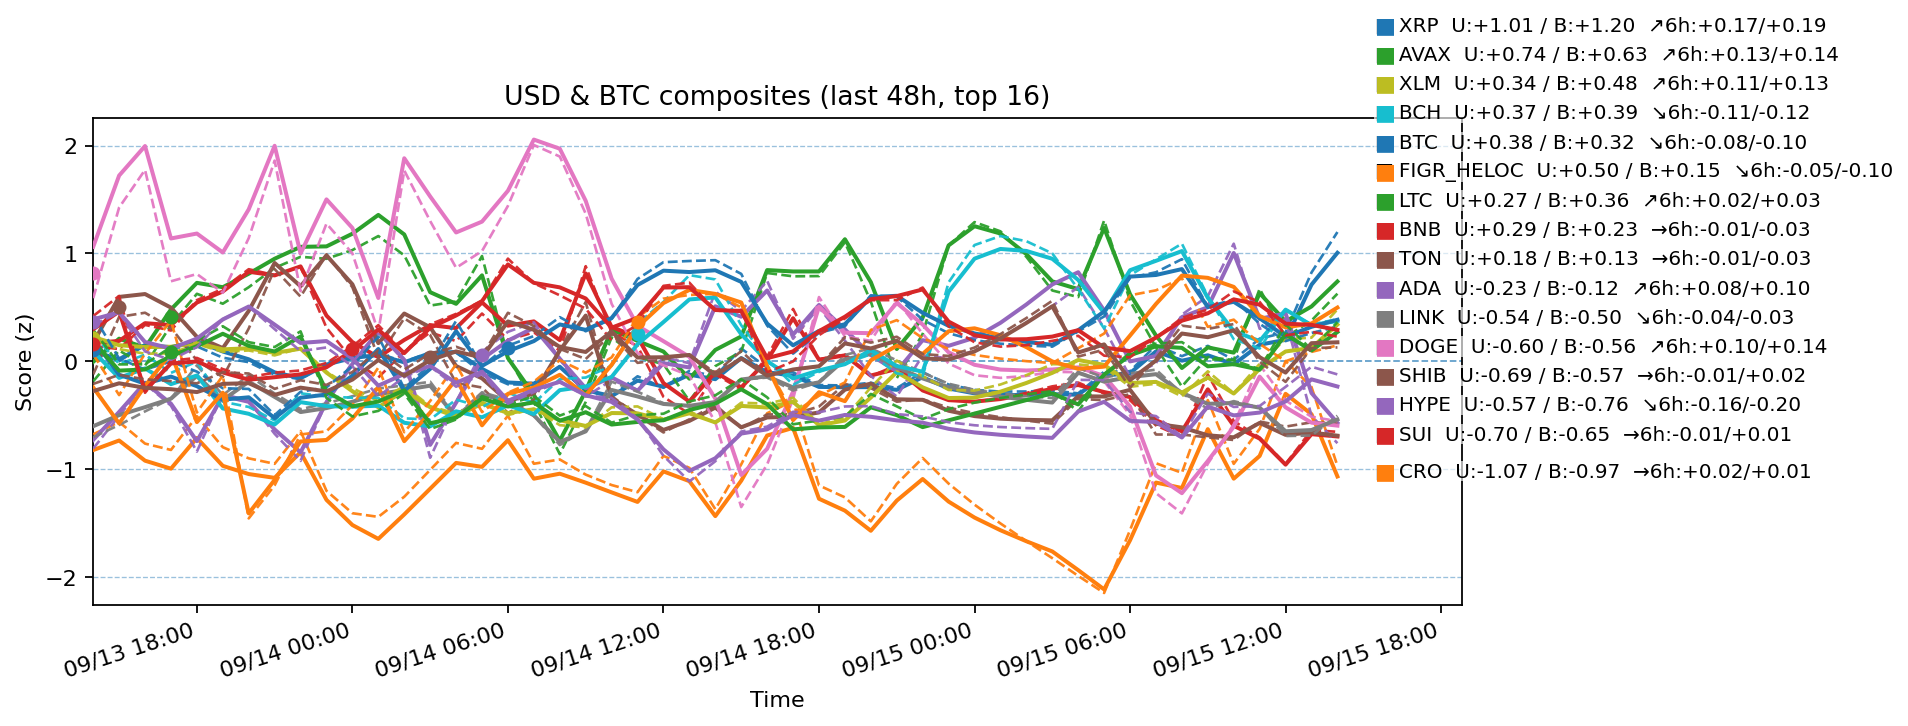 USD & BTC composites (last 48h, top 16)
XRP  U:+1.01 / B:+1.20  ↗6h:+0.17/+0.19
AVAX  U:+0.74 / B:+0.63  ↗6h:+0.13/+0.14
XLM  U:+0.34 / B:+0.48  ↗6h:+0.11/+0.13
BCH  U:+0.37 / B:+0.39  ↘6h:-0.11/-0.12
BTC  U:+0.38 / B:+0.32  ↘6h:-0.08/-0.10
FIGR_HELOC  U:+0.50 / B:+0.15  ↘6h:-0.05/-0.10
LTC  U:+0.27 / B:+0.36  ↗6h:+0.02/+0.03
BNB  U:+0.29 / B:+0.23  →6h:-0.01/-0.03
TON  U:+0.18 / B:+0.13  →6h:-0.01/-0.03
ADA  U:-0.23 / B:-0.12  ↗6h:+0.08/+0.10
LINK  U:-0.54 / B:-0.50  ↘6h:-0.04/-0.03
DOGE  U:-0.60 / B:-0.56  ↗6h:+0.10/+0.14
SHIB  U:-0.69 / B:-0.57  →6h:-0.01/+0.02
HYPE  U:-0.57 / B:-0.76  ↘6h:-0.16/-0.20
SUI  U:-0.70 / B:-0.65  →6h:-0.01/+0.01
CRO  U:-1.07 / B:-0.97  →6h:+0.02/+0.01
Score (z)
2
1
0
−1
−2
09/13 18:00
09/14 00:00
09/14 06:00
09/14 12:00
09/14 18:00
09/15 00:00
09/15 06:00
09/15 12:00
09/15 18:00
Time